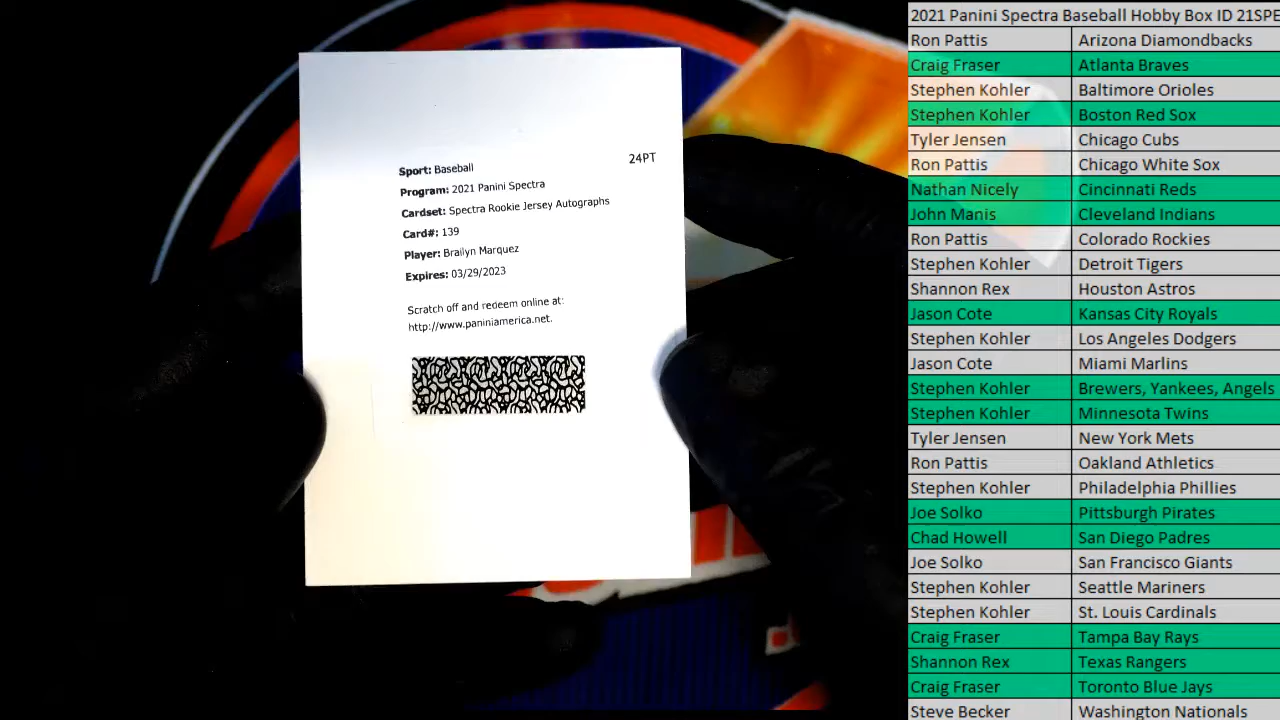 24PT
Sport: Baseball
Program: 2021 Panini Spectra
Cardset: Spectra Rookie Jersey Autographs
Card#: 139
Player: Brailyn Marquez
Expires: 03/29/2023
Scratch off and redeem online at:
http://www.paniniamerica.net.
2021 Panini Spectra Baseball Hobby Box ID 21SPE
Ron Pattis Arizona Diamondbacks
Craig Fraser Atlanta Braves
Stephen Kohler Baltimore Orioles
Stephen Kohler Boston Red Sox
Tyler Jensen Chicago Cubs
Ron Pattis Chicago White Sox
Nathan Nicely Cincinnati Reds
John Manis Cleveland Indians
Ron Pattis Colorado Rockies
Stephen Kohler Detroit Tigers
Shannon Rex Houston Astros
Jason Cote Kansas City Royals
Stephen Kohler Los Angeles Dodgers
Jason Cote Miami Marlins
Stephen Kohler Brewers, Yankees, Angels
Stephen Kohler Minnesota Twins
Tyler Jensen New York Mets
Ron Pattis Oakland Athletics
Stephen Kohler Philadelphia Phillies
Joe Solko Pittsburgh Pirates
Chad Howell San Diego Padres
Joe Solko San Francisco Giants
Stephen Kohler Seattle Mariners
Stephen Kohler St. Louis Cardinals
Craig Fraser Tampa Bay Rays
Shannon Rex Texas Rangers
Craig Fraser Toronto Blue Jays
Steve Becker Washington Nationals